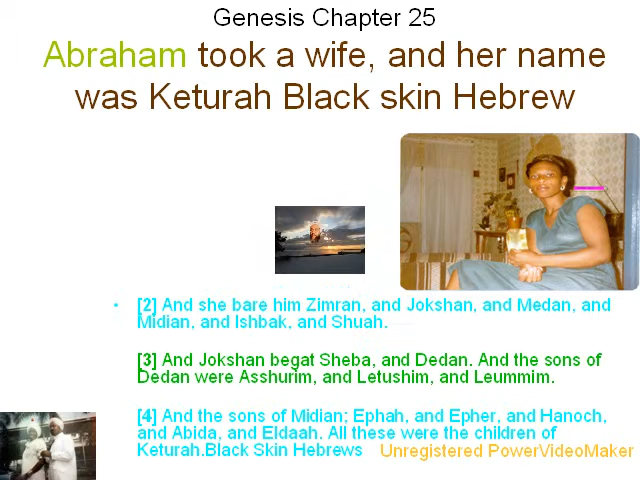 Genesis Chapter 25
Abraham took a wife, and her name
was Keturah Black skin Hebrew
• [2] And she bare him Zimran, and Jokshan, and Medan, and
Midian, and Ishbak, and Shuah.
[3] And Jokshan begat Sheba, and Dedan. And the sons of
Dedan were Asshurim, and Letushim, and Leummim.
[4] And the sons of Midian; Ephah, and Epher, and Hanoch,
and Abida, and Eldaah. All these were the children of
Keturah.Black Skin Hebrews
Unregistered PowerVideoMaker